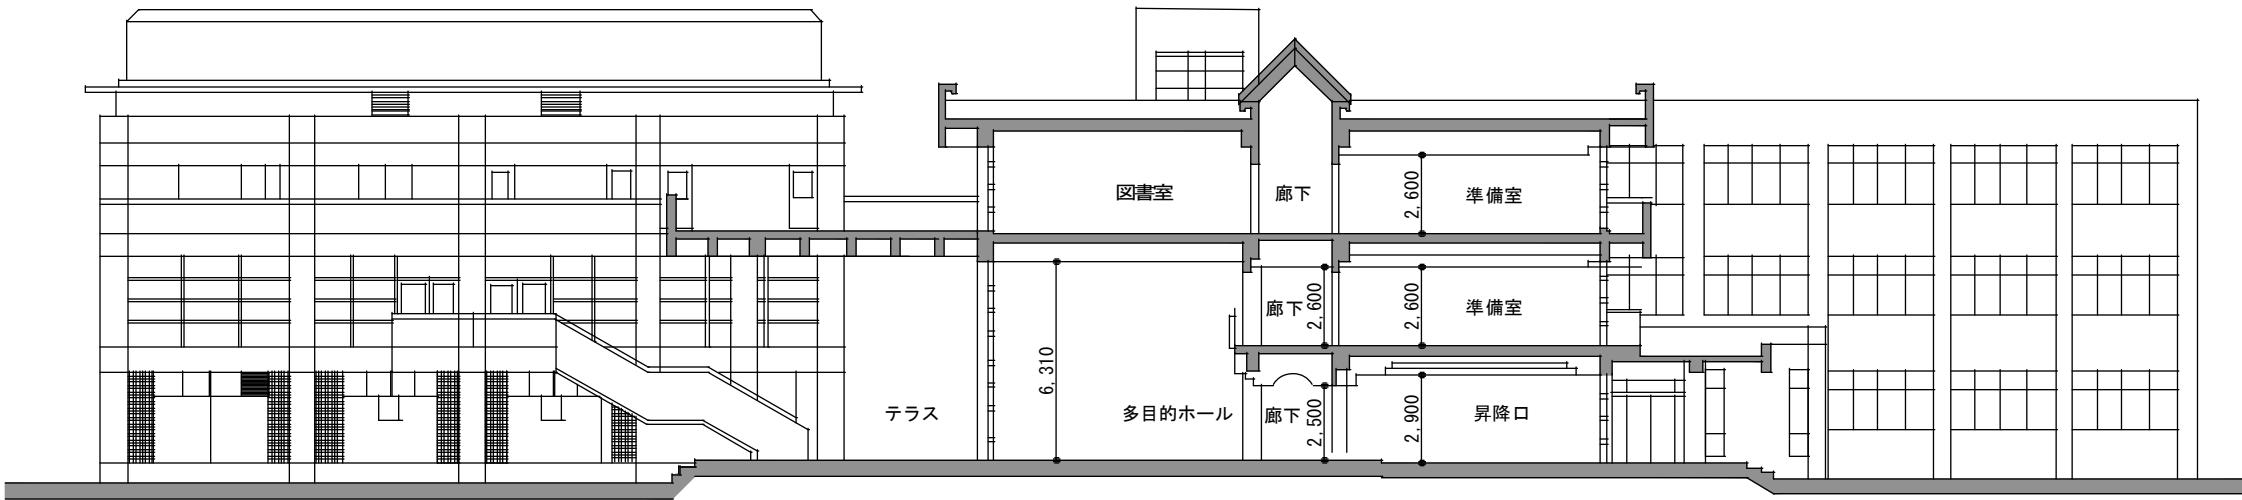 図書室
廊下
2,600
準備室
6,310
廊下
2,600
2,600
準備室
テラス
多目的ホール
廊下
2,500
2,900
昇降口